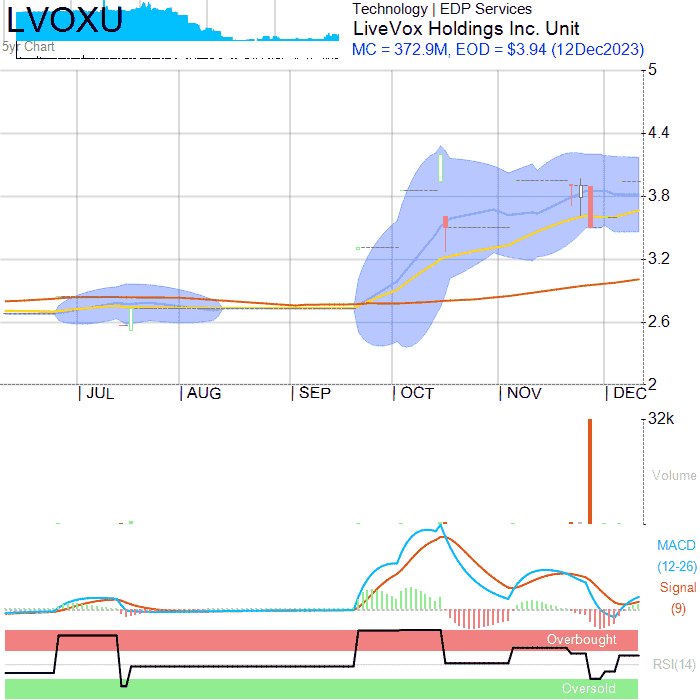 LVOXU
5yr Chart
Technology | EDP Services
LiveVox Holdings Inc. Unit
MC = 372.9M, EOD = $3.94 (12Dec2023)
5
4.4
3.8
3.2
2.6
2
JUL AUG SEP OCT NOV DEC
32k
Volume
MACD
(12-26)
Signal
(9)
Overbought
RSI(14)
Oversold